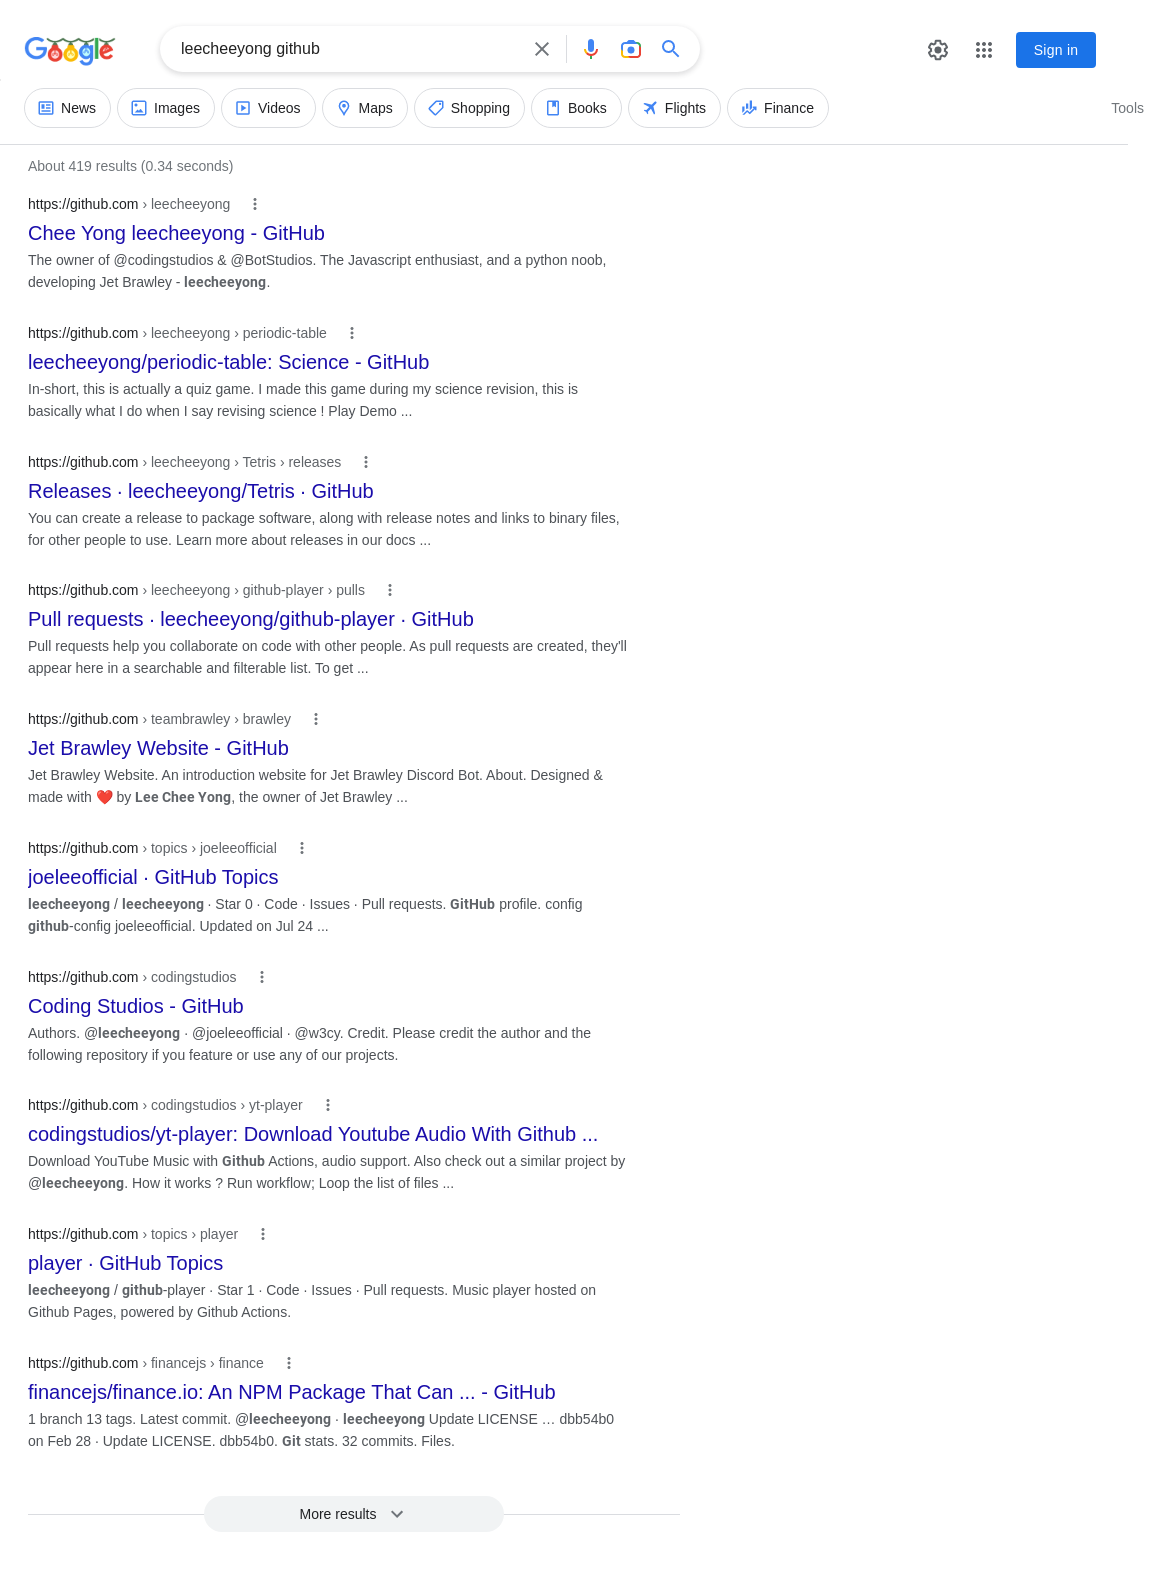 Google
leecheeyong github
Sign in
News Images Videos Maps Shopping Books Flights Finance Tools
About 419 results (0.34 seconds)
https://github.com › leecheeyong
Chee Yong leecheeyong - GitHub
The owner of @codingstudios & @BotStudios. The Javascript enthusiast, and a python noob,
developing Jet Brawley - leecheeyong.
https://github.com › leecheeyong › periodic-table
leecheeyong/periodic-table: Science - GitHub
In-short, this is actually a quiz game. I made this game during my science revision, this is
basically what I do when I say revising science ! Play Demo ...
https://github.com › leecheeyong › Tetris › releases
Releases · leecheeyong/Tetris · GitHub
You can create a release to package software, along with release notes and links to binary files,
for other people to use. Learn more about releases in our docs ...
https://github.com › leecheeyong › github-player › pulls
Pull requests · leecheeyong/github-player · GitHub
Pull requests help you collaborate on code with other people. As pull requests are created, they'll
appear here in a searchable and filterable list. To get ...
https://github.com › teambrawley › brawley
Jet Brawley Website - GitHub
Jet Brawley Website. An introduction website for Jet Brawley Discord Bot. About. Designed &
made with ❤️ by Lee Chee Yong, the owner of Jet Brawley ...
https://github.com › topics › joeleeofficial
joeleeofficial · GitHub Topics
leecheeyong / leecheeyong · Star 0 · Code · Issues · Pull requests. GitHub profile. config
github-config joeleeofficial. Updated on Jul 24 ...
https://github.com › codingstudios
Coding Studios - GitHub
Authors. @leecheeyong · @joeleeofficial · @w3cy. Credit. Please credit the author and the
following repository if you feature or use any of our projects.
https://github.com › codingstudios › yt-player
codingstudios/yt-player: Download Youtube Audio With Github ...
Download YouTube Music with Github Actions, audio support. Also check out a similar project by
@leecheeyong. How it works ? Run workflow; Loop the list of files ...
https://github.com › topics › player
player · GitHub Topics
leecheeyong / github-player · Star 1 · Code · Issues · Pull requests. Music player hosted on
Github Pages, powered by Github Actions.
https://github.com › financejs › finance
financejs/finance.io: An NPM Package That Can ... - GitHub
1 branch 13 tags. Latest commit. @leecheeyong · leecheeyong Update LICENSE … dbb54b0
on Feb 28 · Update LICENSE. dbb54b0. Git stats. 32 commits. Files.
More results